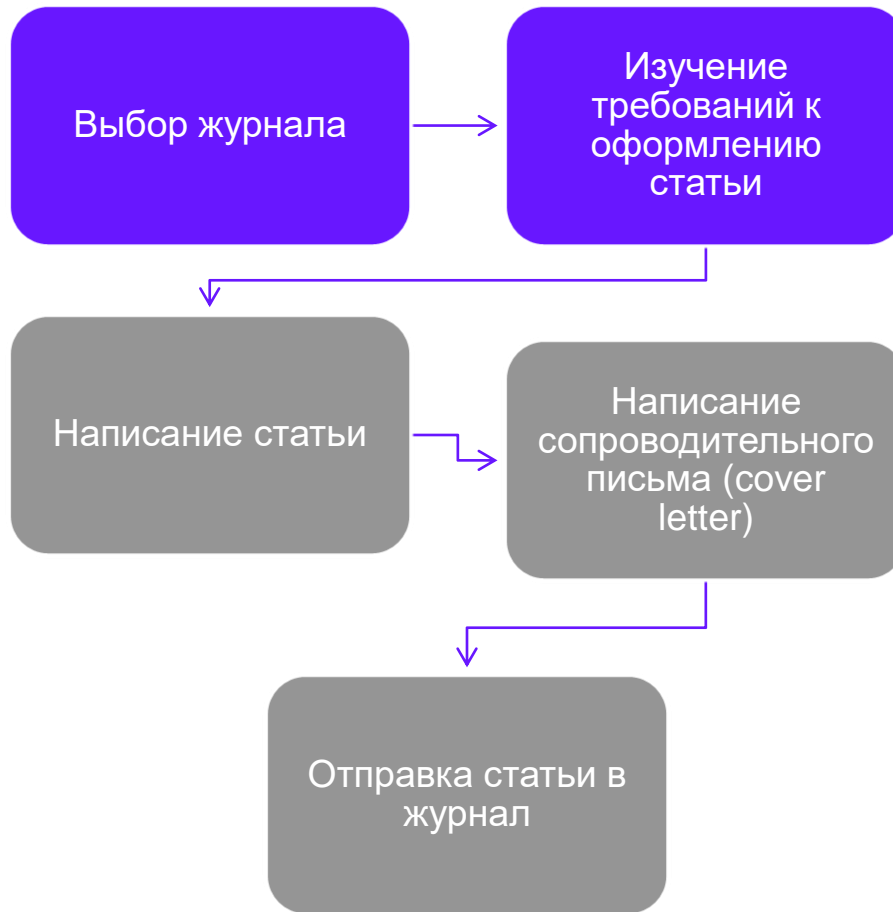 Выбор журнала
Изучение
требований к
оформлению
статьи
Написание статьи
Написание
сопроводительного
письма (cover
letter)
Отправка статьи в
журнал